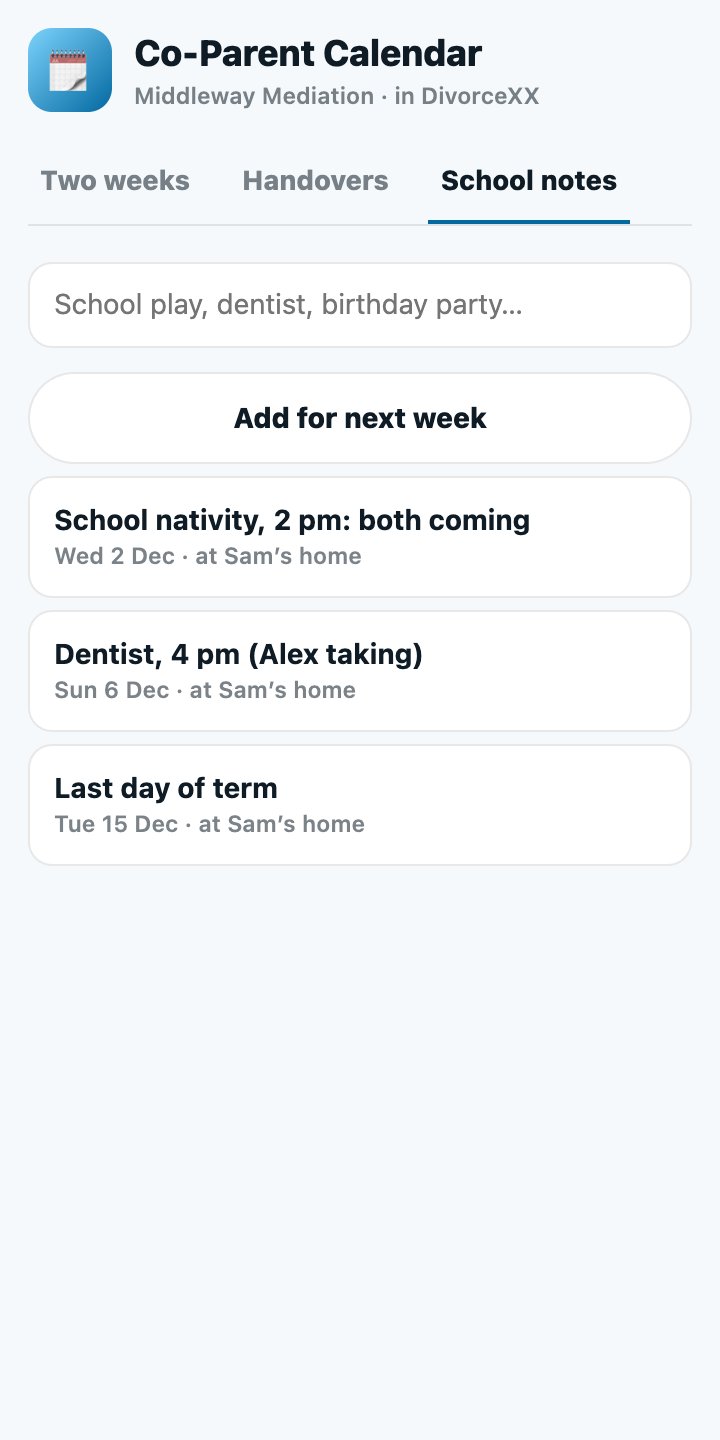 Co-Parent Calendar
Middleway Mediation · in DivorceXX
Two weeks Handovers School notes
School play, dentist, birthday party…
Add for next week
School nativity, 2 pm: both coming
Wed 2 Dec · at Sam’s home
Dentist, 4 pm (Alex taking)
Sun 6 Dec · at Sam’s home
Last day of term
Tue 15 Dec · at Sam’s home